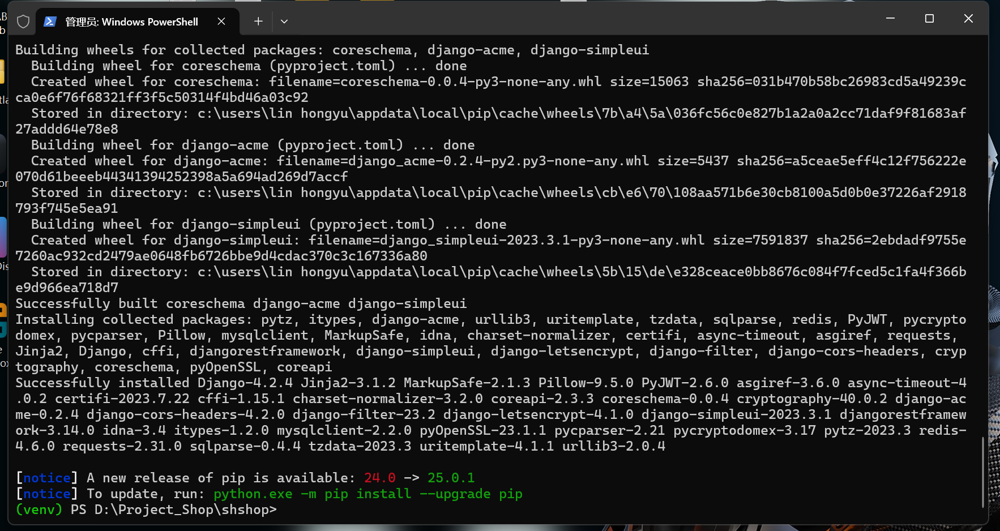 管理员: Windows PowerShell
Building wheels for collected packages: coreschema, django-acme, django-simpleui
  Building wheel for coreschema (pyproject.toml) ... done
  Created wheel for coreschema: filename=coreschema-0.0.4-py3-none-any.whl size=15063 sha256=031b470b58bc26983cd5a49239c
ca0e6f76f68321ff3f5c50314f4bd46a03c92
  Stored in directory: c:\users\lin hongyu\appdata\local\pip\cache\wheels\7b\a4\5a\036fc56c0e827b1a2a0a2cc71daf9f81683af
27addd64e78e8
  Building wheel for django-acme (pyproject.toml) ... done
  Created wheel for django-acme: filename=django_acme-0.2.4-py2.py3-none-any.whl size=5437 sha256=a5ceae5eff4c12f756222e
070d61beeeb44341394252398a5a694ad269d7accf
  Stored in directory: c:\users\lin hongyu\appdata\local\pip\cache\wheels\cb\e6\70\108aa571b6e30cb8100a5d0b0e37226af2918
793f745e5ea91
  Building wheel for django-simpleui (pyproject.toml) ... done
  Created wheel for django-simpleui: filename=django_simpleui-2023.3.1-py3-none-any.whl size=7591837 sha256=2ebdadf9755e
7260ac932cd2479ae0648fb6726bbe9d4cdac370c3c167336a80
  Stored in directory: c:\users\lin hongyu\appdata\local\pip\cache\wheels\5b\15\de\e328ceace0bb8676c084f7fced5c1fa4f366b
e9d966ea718d7
Successfully built coreschema django-acme django-simpleui
Installing collected packages: pytz, itypes, django-acme, urllib3, uritemplate, tzdata, sqlparse, redis, PyJWT, pycrypto
domex, pycparser, Pillow, mysqlclient, MarkupSafe, idna, charset-normalizer, certifi, async-timeout, asgiref, requests,
Jinja2, Django, cffi, djangorestframework, django-simpleui, django-letsencrypt, django-filter, django-cors-headers, cryp
tography, coreschema, pyOpenSSL, coreapi
Successfully installed Django-4.2.4 Jinja2-3.1.2 MarkupSafe-2.1.3 Pillow-9.5.0 PyJWT-2.6.0 asgiref-3.6.0 async-timeout-4
.0.2 certifi-2023.7.22 cffi-1.15.1 charset-normalizer-3.2.0 coreapi-2.3.3 coreschema-0.0.4 cryptography-40.0.2 django-ac
me-0.2.4 django-cors-headers-4.2.0 django-filter-23.2 django-letsencrypt-4.1.0 django-simpleui-2023.3.1 djangorestframew
ork-3.14.0 idna-3.4 itypes-1.2.0 mysqlclient-2.2.0 pyOpenSSL-23.1.1 pycparser-2.21 pycryptodomex-3.17 pytz-2023.3 redis-
4.6.0 requests-2.31.0 sqlparse-0.4.4 tzdata-2023.3 uritemplate-4.1.1 urllib3-2.0.4
[notice] A new release of pip is available: 24.0 -> 25.0.1
[notice] To update, run: python.exe -m pip install --upgrade pip
(venv) PS D:\Project_Shop\shshop>